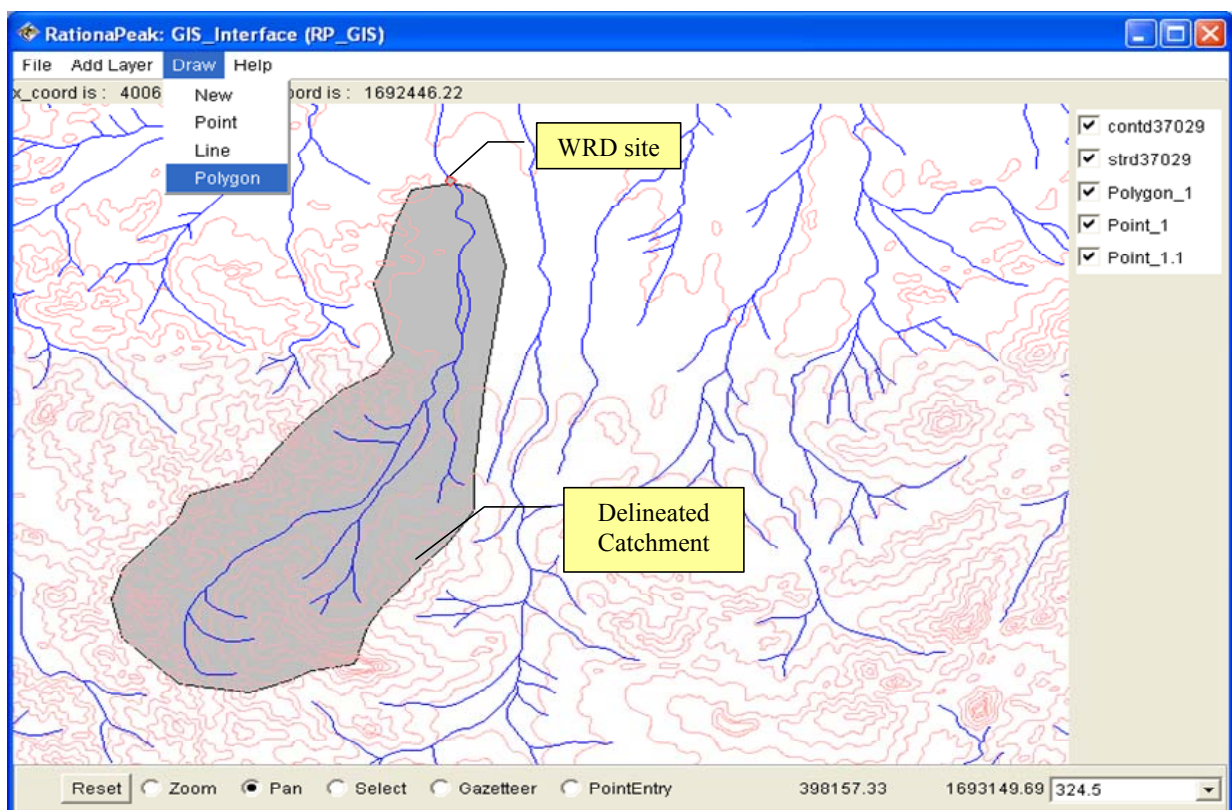 RationaPeak: GIS_Interface (RP_GIS)
File Add Layer Draw Help
x_coord is : 4006 oord is : 1692446.22
New
Point
Line
Polygon
WRD site
contd37029
strd37029
Polygon_1
Point_1
Point_1.1
Delineated
Catchment
Reset Zoom Pan Select Gazetteer PointEntry 398157.33 1693149.69 324.5